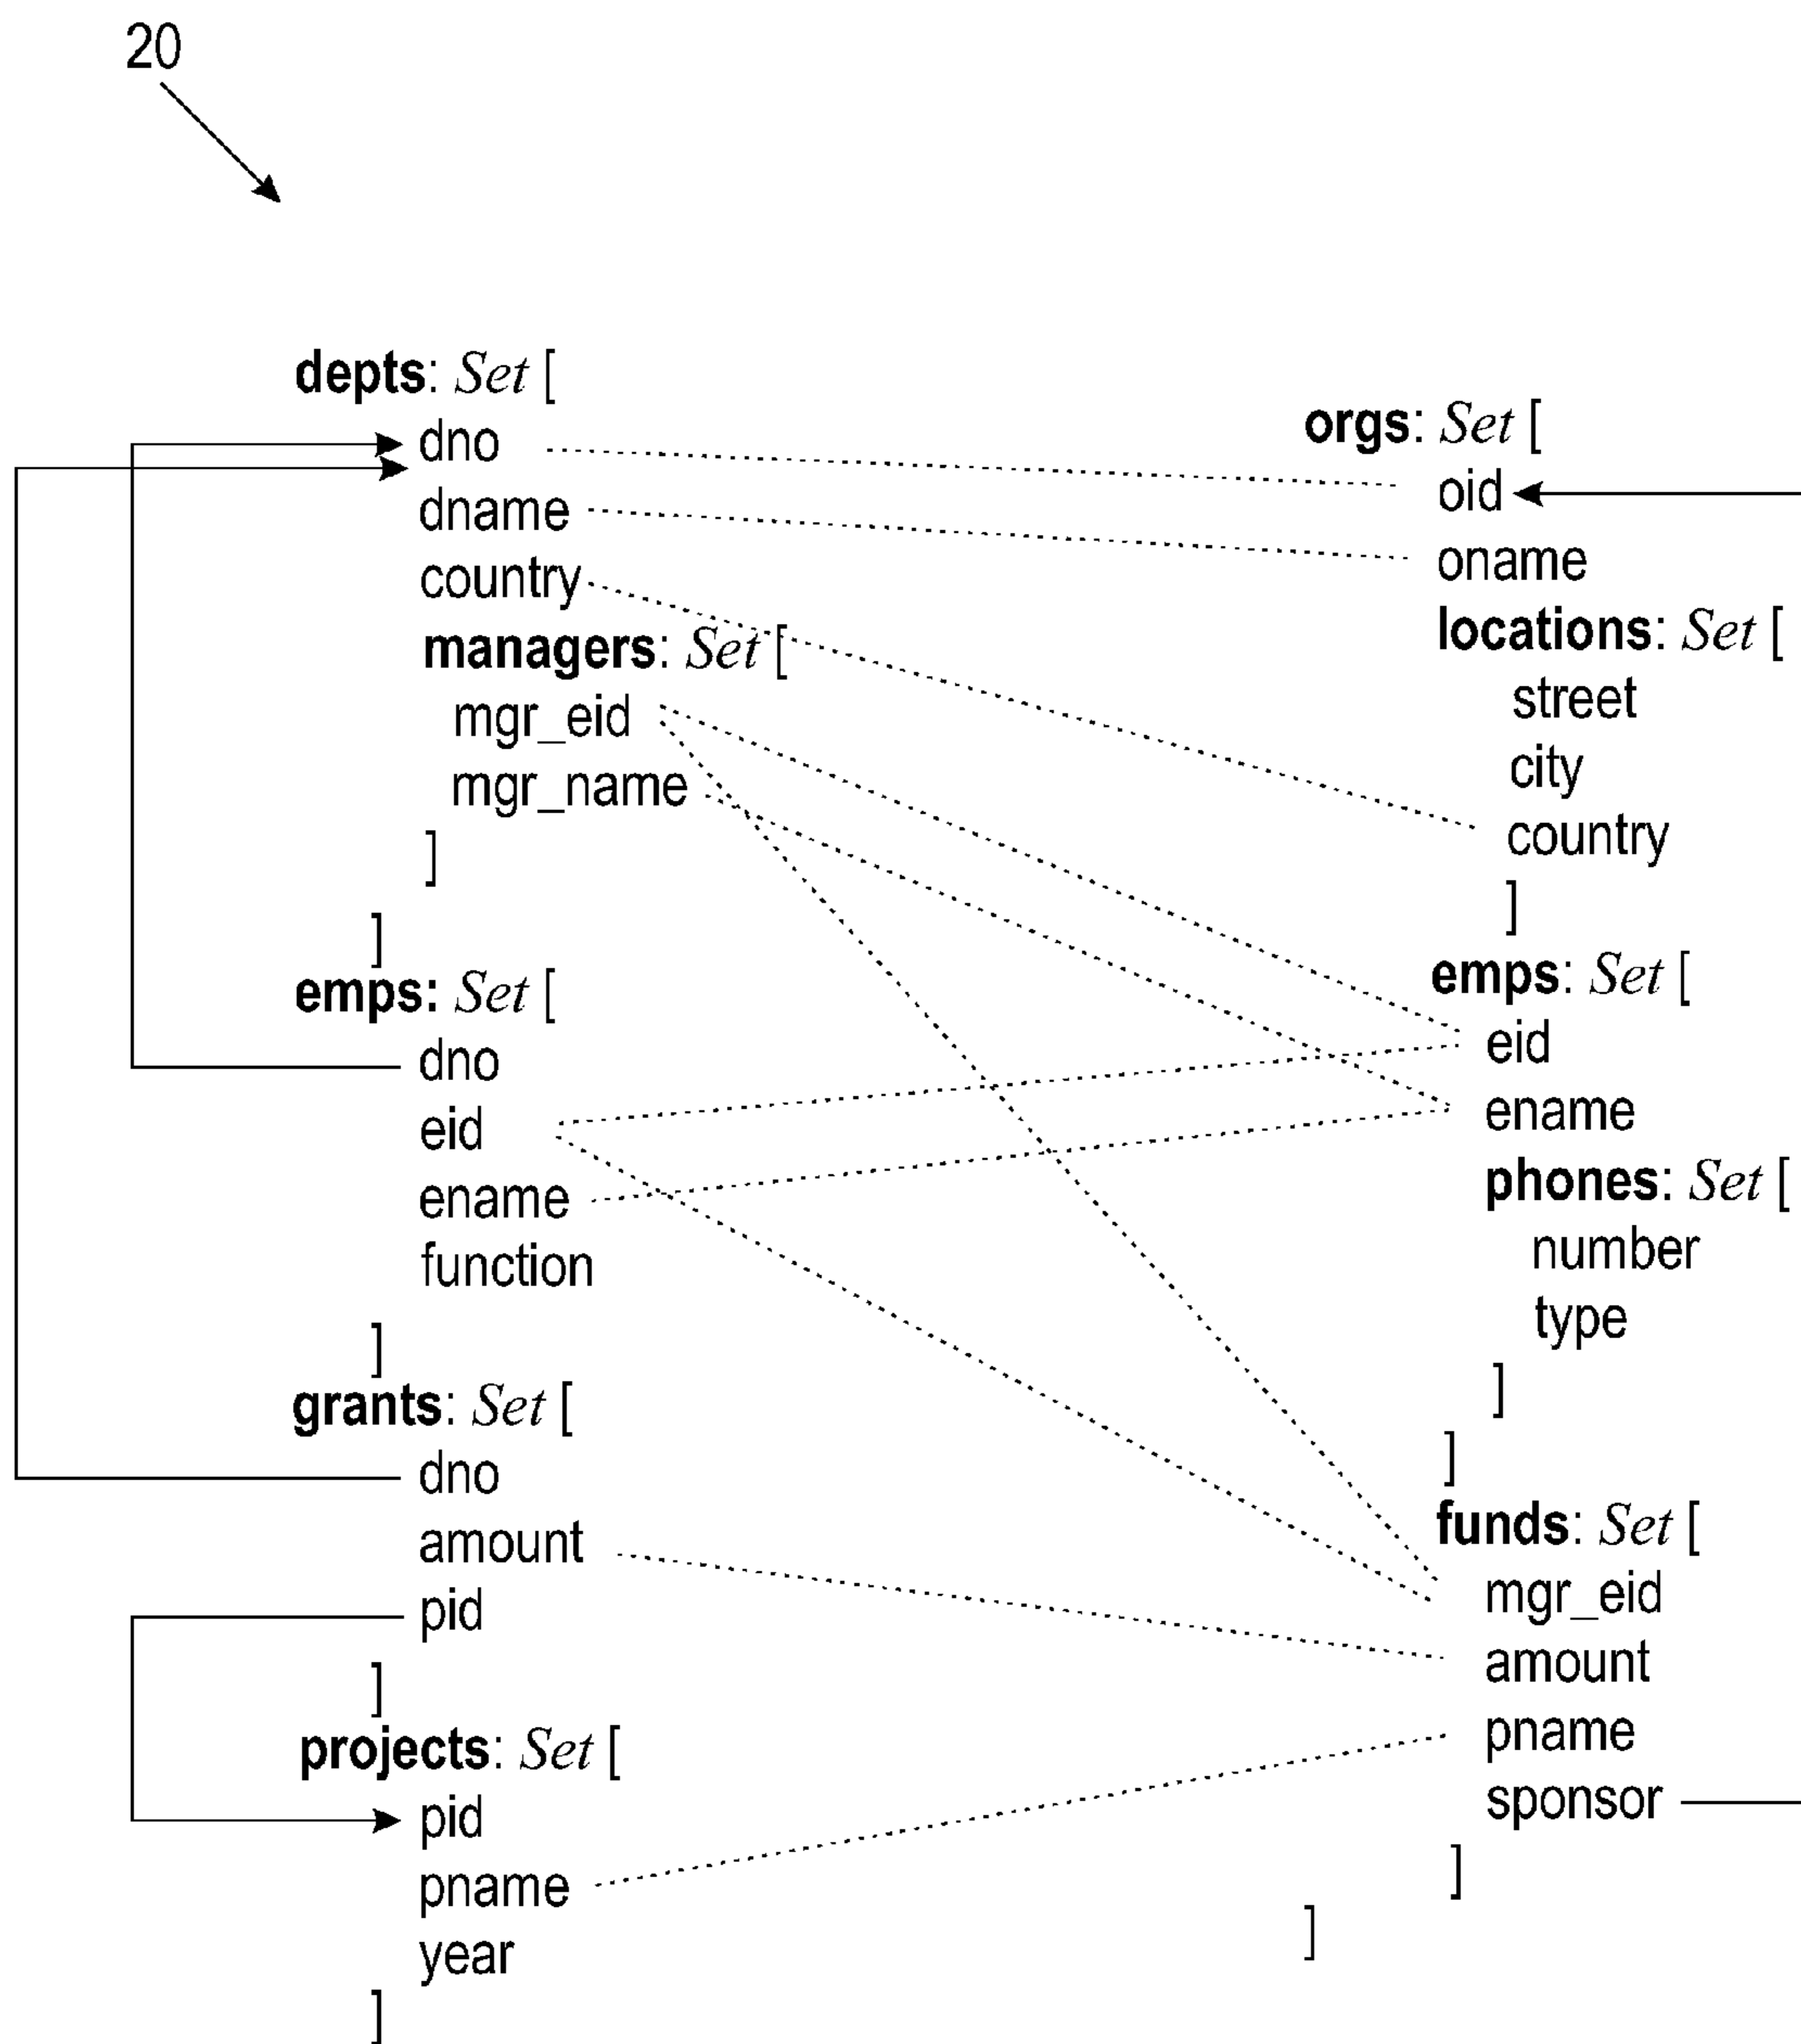 20
depts: Set [
dno
dname
country
managers: Set [
mgr_eid
mgr_name
]
]
emps: Set [
dno
eid
ename
function
]
grants: Set [
dno
amount
pid
]
projects: Set [
pid
pname
year
]
orgs: Set [
oid
oname
locations: Set [
street
city
country
]
emps: Set [
eid
ename
phones: Set [
number
type
]
]
funds: Set [
mgr_eid
amount
pname
sponsor
]
]